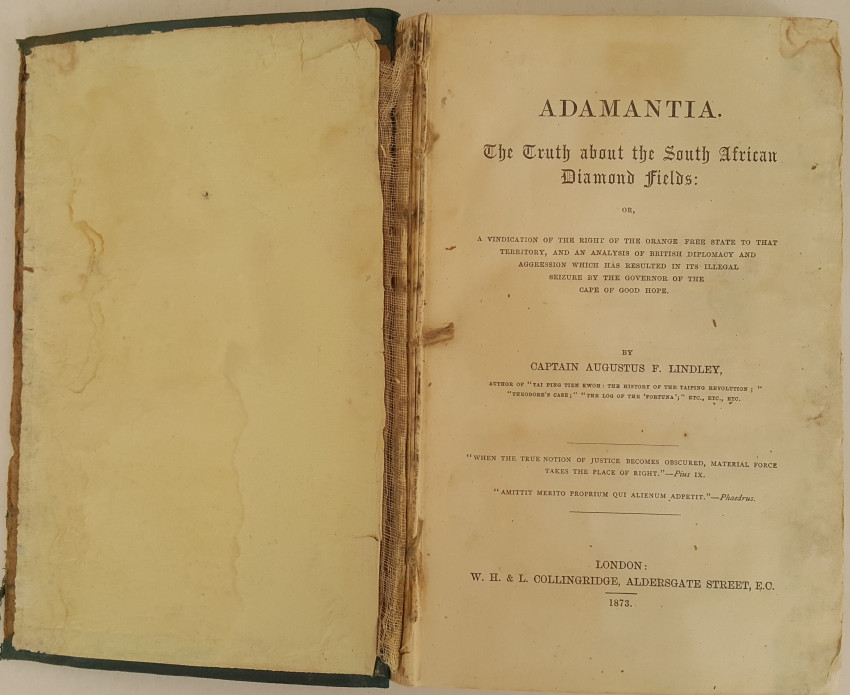 ADAMANTIA.
The Truth about the South African
Diamond Fields:
OR,
A VINDICATION OF THE RIGHT OF THE ORANGE FREE STATE TO THAT
TERRITORY, AND AN ANALYSIS OF BRITISH DIPLOMACY AND
AGGRESSION WHICH HAS RESULTED IN ITS ILLEGAL
SEIZURE BY THE GOVERNOR OF THE
CAPE OF GOOD HOPE.
BY
CAPTAIN AUGUSTUS F. LINDLEY,
AUTHOR OF "TAI PING TIEN KWOH: THE HISTORY OF THE TAIPING REVOLUTION;"
"THEODORE'S CASE;" "THE LOG OF THE 'FORTUNA';" ETC., ETC., ETC.
"WHEN THE TRUE NOTION OF JUSTICE BECOMES OBSCURED, MATERIAL FORCE
TAKES THE PLACE OF RIGHT."—Pius IX.
"AMITTIT MERITO PROPRIUM QUI ALIENUM ADPETIT."—Phaedrus.
LONDON:
W. H. & L. COLLINGRIDGE, ALDERSGATE STREET, E.C.
1873.